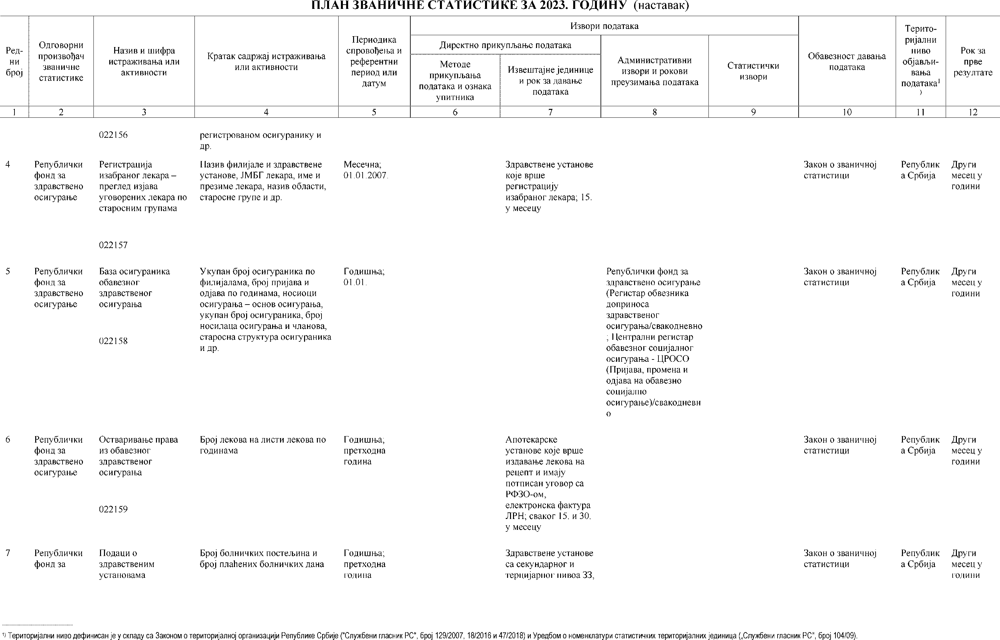 ПЛАН ЗВАНИЧНЕ СТАТИСТИКЕ ЗА 2023. ГОДИНУ (наставак)
Ред-
ни
број
Одговорни
произвођач
званичне
статистике
Назив и шифра
истраживања или
активности
Кратак садржај истраживања
или активности
Периодика
спровођења и
референтни
период или
датум
Извори података
Директно прикупљање података
Методе
прикупљања
података и ознака
упитника
Извештајне јединице
и рок за давање
података
Административни
извори и рокови
преузимања података
Статистички
извори
Обавезност давања
података
Терито-
ријални
ниво
објављи-
вања
података1
)
Рок за
прве
резултате
1 2 3 4 5 6 7 8 9 10 11 12
022156
регистрованом осигуранику и
др.
4
Републички
фонд за
здравствено
осигурање
Регистрација
изабраног лекара –
преглед изјава
уговорених лекара по
старосним групама
022157
Назив филијале и здравствене
установе, ЈМБГ лекара, име и
презиме лекара, назив области,
старосне групе и др.
Месечна;
01.01.2007.
Здравствене установе
које врше
регистрацију
изабраног лекара; 15.
у месецу
Закон о званичној
статистици
Републик
а Србија
Други
месец у
години
5
Републички
фонд за
здравствено
осигурање
База осигураника
обавезног
здравственог
осигурања
022158
Укупан број осигураника по
филијалама, број пријава и
одјава по годинама, носиоци
осигурања – основ осигурања,
укупан број осигураника, број
носилаца осигурања и чланова,
старосна структура осигураника
и др.
Годишња;
01.01.
Републички фонд за
здравствено осигурање
(Регистар обвезника
доприноса
здравственог
осигурања/свакодневно
; Централни регистар
обавезног социјалног
осигурања - ЦРОСО
(Пријава, промена и
одјава на обавезно
социјално
осигурање)/свакодневн
о
Закон о званичној
статистици
Републик
а Србија
Други
месец у
години
6
Републички
фонд за
здравствено
осигурање
Остваривање права
из обавезног
здравственог
осигурања
022159
Број лекова на листи лекова по
годинама
Годишња;
претходна
година
Апотекарске
установе које врше
издавање лекова на
рецепт и имају
потписан уговор са
РФЗО-ом,
електронска фактура
ЛРН; сваког 15. и 30.
у месецу
Закон о званичној
статистици
Републик
а Србија
Други
месец у
години
7
Републички
фонд за
Подаци о
здравственим
установама
Број болничких постељина и
број плаћених болничких дана
Годишња;
претходна
година
Здравствене установе
са секундарног и
терцијарног нивоа ЗЗ,
Закон о званичној
статистици
Републик
а Србија
Други
месец у
години
1) Територијални ниво дефинисан је у складу са Законом о територијалној организацији Републике Србије ("Службени гласник РС", број 129/2007, 18/2016 и 47/2018) и Уредбом о номенклатури статистичких територијалних јединица („Службени гласник РС", број 104/09).